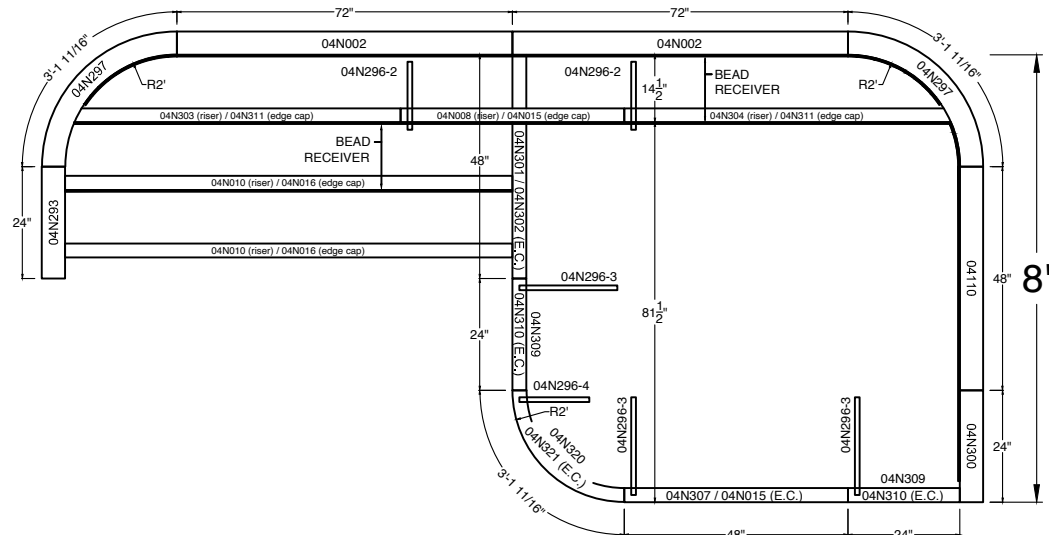 72"
72"
3'-1 11/16"
04N002
04N002
3'-1 11/16"
04N297
R2'
04N296-2
04N296-2
14 1/2"
BEAD
RECEIVER
R2'
04N297
04N303 (riser) / 04N311 (edge cap)
04N008 (riser) / 04N015 (edge cap)
04N304 (riser) / 04N311 (edge cap)
BEAD
RECEIVER
48"
04N301 / 04N302 (E.C.)
04N010 (riser) / 04N016 (edge cap)
24"
04N293
04N010 (riser) / 04N016 (edge cap)
04110
48"
8'
04N296-3
24"
04N310 (E.C.)
04N309
81 1/2"
04N296-4
R2'
04N320
04N321 (E.C.)
3'-1 11/16"
04N296-3
04N296-3
04N300
24"
04N309
04N307 / 04N015 (E.C.)
04N310 (E.C.)
48"
24"